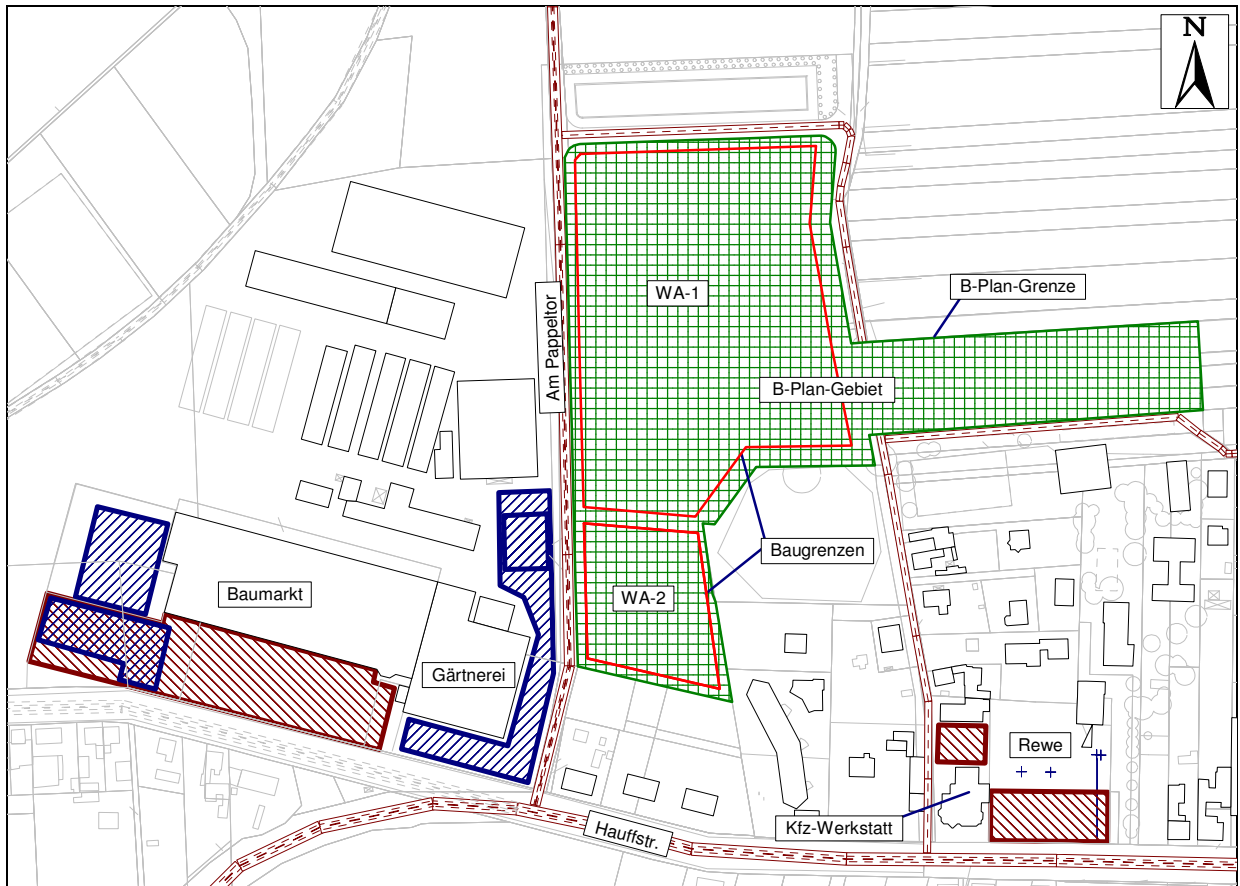 N
B-Plan-Grenze
WA-1
Am Pappeltor
B-Plan-Gebiet
Baugrenzen
Baumarkt
WA-2
Gärtnerei
Rewe
Kfz-Werkstatt
Hauffstr.